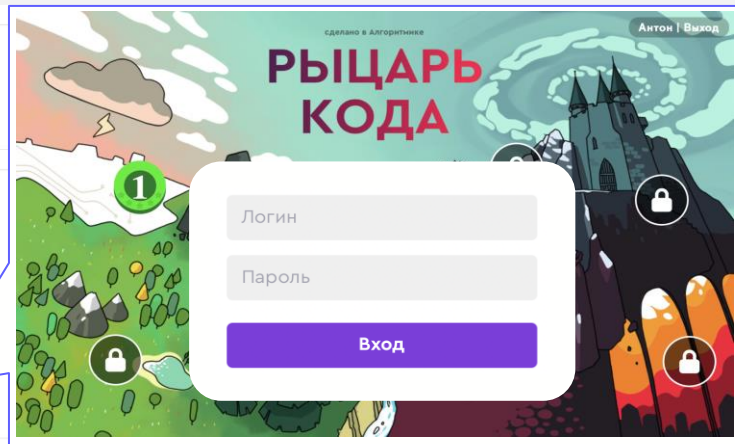 сделано в Алгоритмике
Антон | Выход
РЫЦАРЬ
КОДА
1
Логин
Пароль
Вход